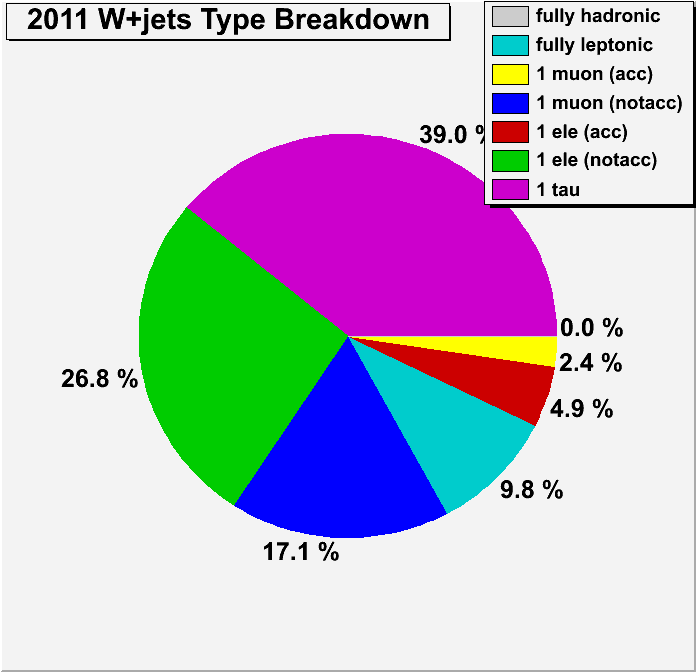 2011 W+jets Type Breakdown
fully hadronic
fully leptonic
1 muon (acc)
1 muon (notacc)
1 ele (acc)
1 ele (notacc)
1 tau
39.0 %
0.0 %
2.4 %
26.8 %
4.9 %
9.8 %
17.1 %